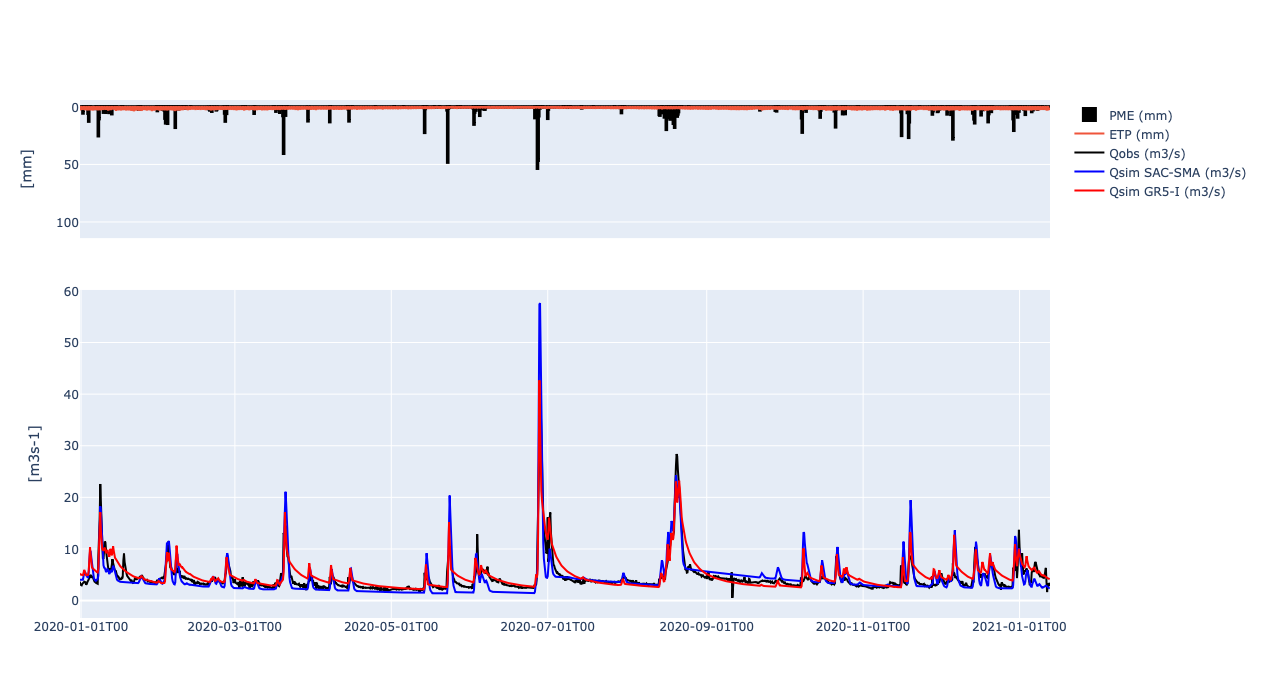 0
50
100
[mm]
PME (mm)
ETP (mm)
Qobs (m3/s)
Qsim SAC-SMA (m3/s)
Qsim GR5-I (m3/s)
60
50
40
30
20
10
0
[m3s-1]
2020-01-01T00 2020-03-01T00 2020-05-01T00 2020-07-01T00 2020-09-01T00 2020-11-01T00 2021-01-01T00